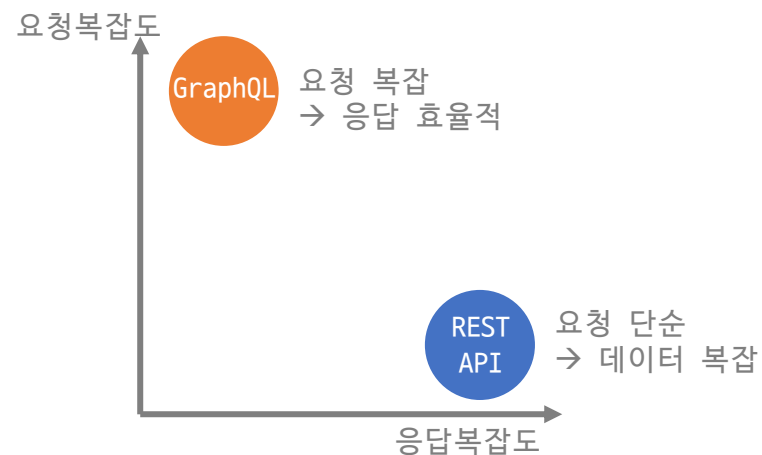 요청복잡도
GraphQL
요청 복잡
→ 응답 효율적
REST
API
요청 단순
→ 데이터 복잡
응답복잡도